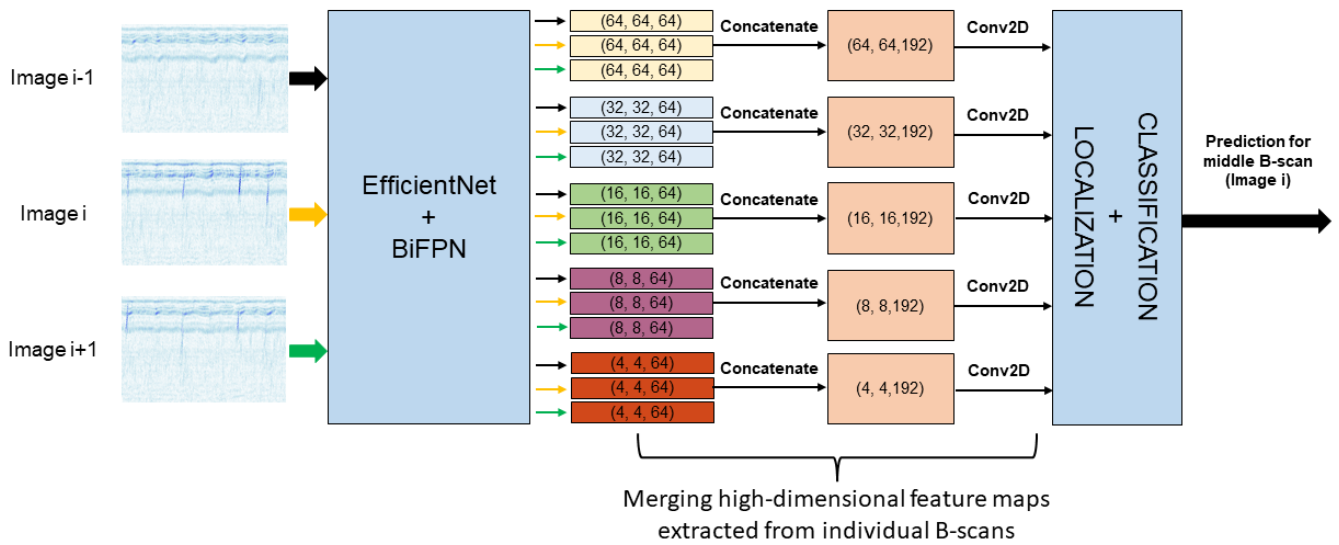 Image i-1
Image i
Image i+1
EfficientNet
+
BiFPN
(64, 64, 64)
(64, 64, 64)
(64, 64, 64)
Concatenate
(64, 64,192)
Conv2D
(32, 32, 64)
(32, 32, 64)
(32, 32, 64)
Concatenate
(32, 32,192)
Conv2D
(16, 16, 64)
(16, 16, 64)
(16, 16, 64)
Concatenate
(16, 16,192)
Conv2D
(8, 8, 64)
(8, 8, 64)
(8, 8, 64)
Concatenate
(8, 8,192)
Conv2D
(4, 4, 64)
(4, 4, 64)
(4, 4, 64)
Concatenate
(4, 4,192)
Conv2D
CLASSIFICATION
+
LOCALIZATION
Prediction for
middle B-scan
(Image i)
Merging high-dimensional feature maps
extracted from individual B-scans